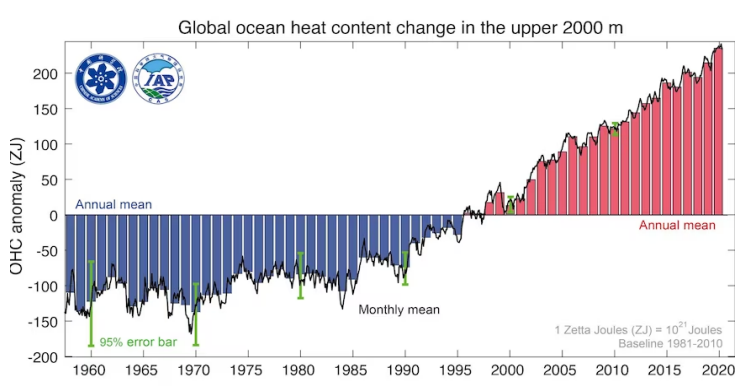 Global ocean heat content change in the upper 2000 m
OHC anomaly (ZJ)
200
150
100
50
0
-50
-100
-150
-200
IAP
Annual mean
Annual mean
Monthly mean
95% error bar
1 Zetta Joules (ZJ) = 10²¹ Joules
Baseline 1981-2010
1960 1965 1970 1975 1980 1985 1990 1995 2000 2005 2010 2015 2020